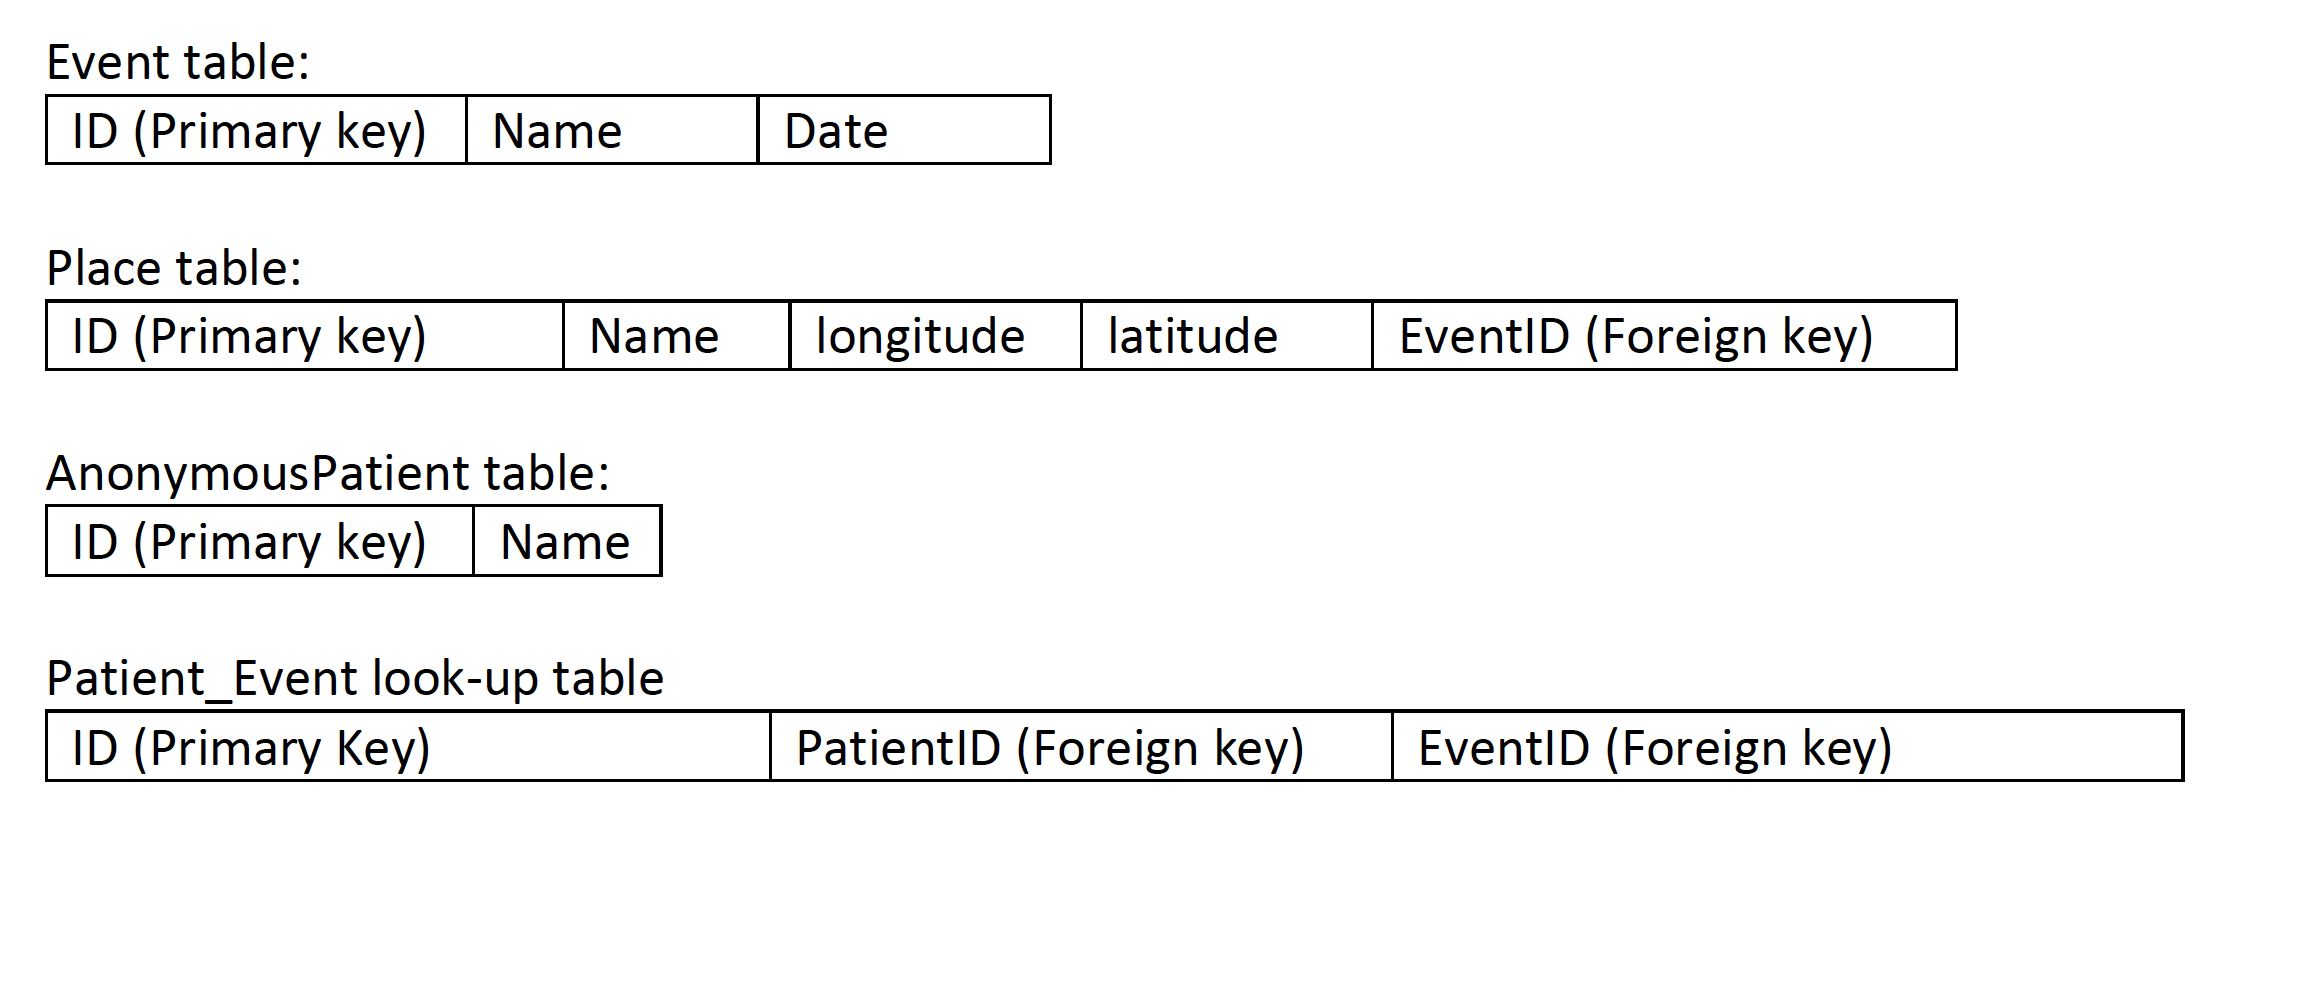 Event table:
ID (Primary key) Name Date
Place table:
ID (Primary key) Name longitude latitude EventID (Foreign key)
AnonymousPatient table:
ID (Primary key) Name
Patient_Event look-up table
ID (Primary Key) PatientID (Foreign key) EventID (Foreign key)